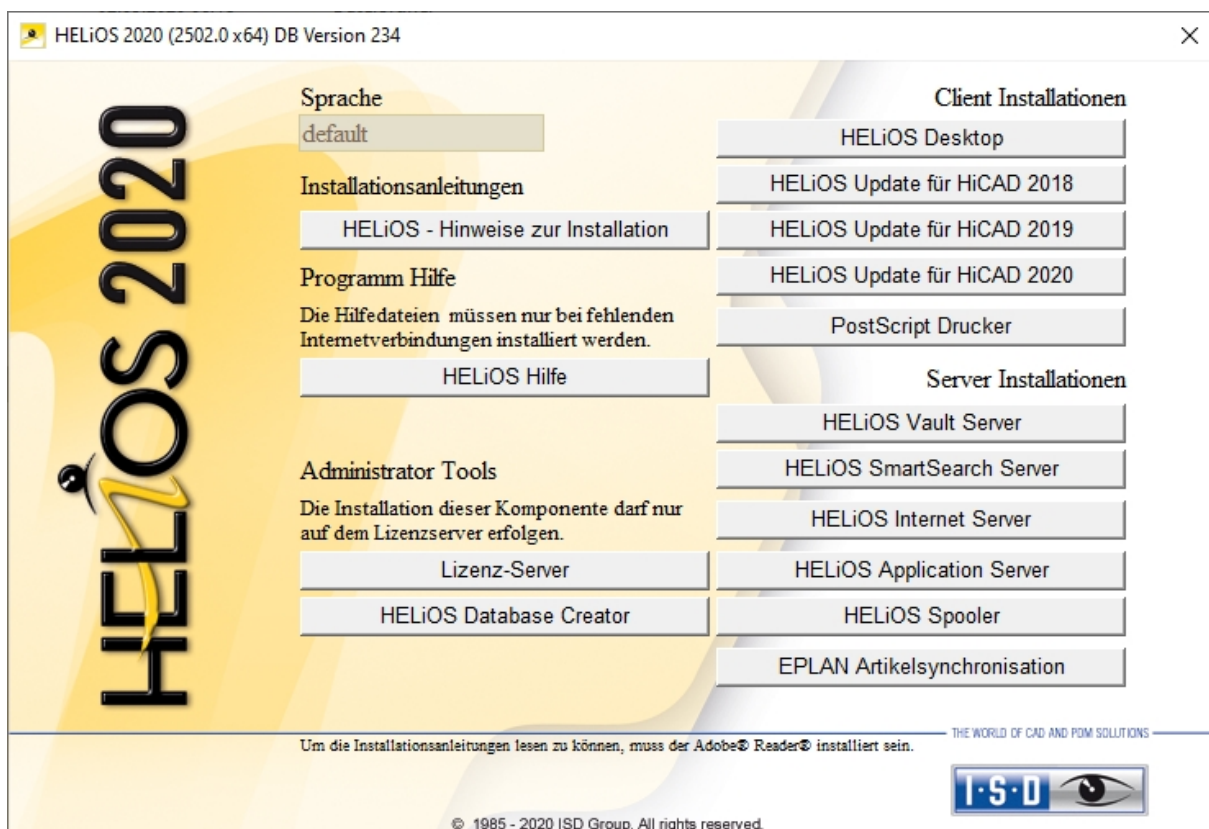 HELiOS 2020 (2502.0 x64) DB Version 234
HELiOS 2020
Sprache
default
Installationsanleitungen
HELiOS - Hinweise zur Installation
Programm Hilfe
Die Hilfedateien müssen nur bei fehlenden
Internetverbindungen installiert werden.
HELiOS Hilfe
Administrator Tools
Die Installation dieser Komponente darf nur
auf dem Lizenzserver erfolgen.
Lizenz-Server
HELiOS Database Creator
Client Installationen
HELiOS Desktop
HELiOS Update für HiCAD 2018
HELiOS Update für HiCAD 2019
HELiOS Update für HiCAD 2020
PostScript Drucker
Server Installationen
HELiOS Vault Server
HELiOS SmartSearch Server
HELiOS Internet Server
HELiOS Application Server
HELiOS Spooler
EPLAN Artikelsynchronisation
THE WORLD OF CAD AND PDM SOLUTIONS
Um die Installationsanleitungen lesen zu können, muss der Adobe® Reader® installiert sein.
I·S·D
© 1985 - 2020 ISD Group. All rights reserved.